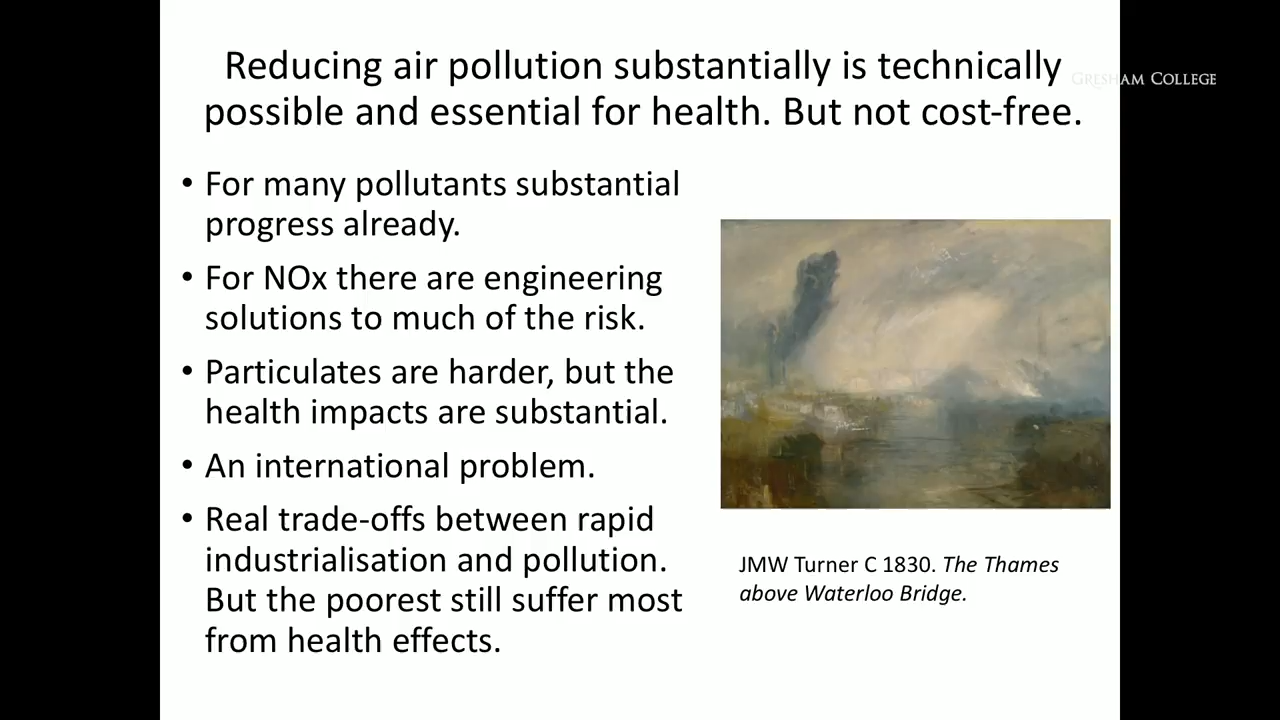 Reducing air pollution substantially is technically
possible and essential for health. But not cost-free.
GRESHAM COLLEGE
• For many pollutants substantial
progress already.
• For NOx there are engineering
solutions to much of the risk.
• Particulates are harder, but the
health impacts are substantial.
• An international problem.
• Real trade-offs between rapid
industrialisation and pollution.
But the poorest still suffer most
from health effects.
JMW Turner C 1830. The Thames
above Waterloo Bridge.